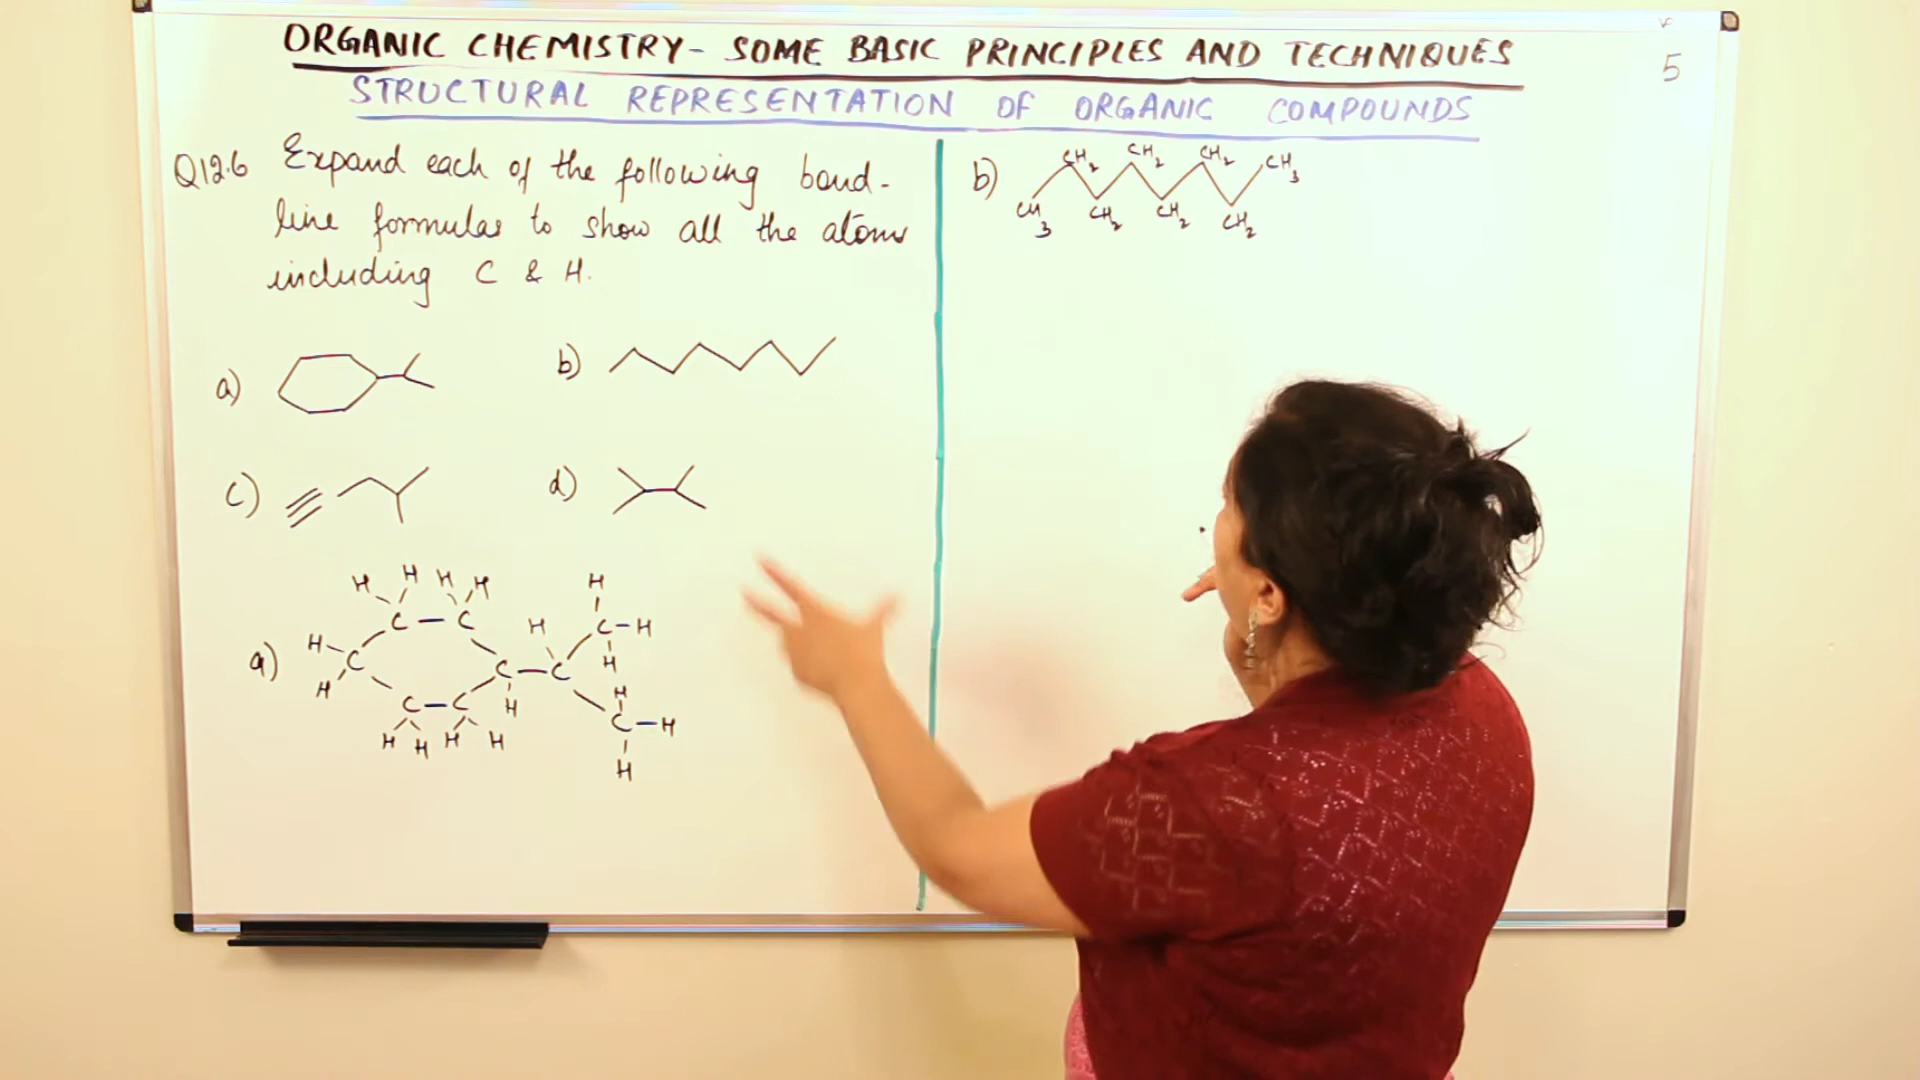 ORGANIC CHEMISTRY - SOME BASIC PRINCIPLES AND TECHNIQUES
5
STRUCTURAL REPRESENTATION OF ORGANIC COMPOUNDS
Q12.6 Expand each of the following bond-
line formulas to show all the atoms
including C & H.
a)
b)
c)
d)
a)
H H H H
C - C
H H
H - C C - H
H C - C H
C - C H H
H H H H C - H
H
b) CH2 CH2 CH2 CH3
CH3 CH2 CH2 CH2